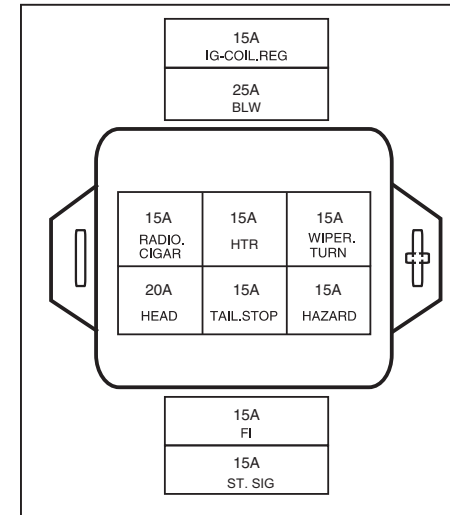 15A
IG-COIL.REG
25A
BLW
15A
RADIO.
CIGAR
15A
HTR
15A
WIPER.
TURN
20A
HEAD
15A
TAIL.STOP
15A
HAZARD
15A
FI
15A
ST. SIG